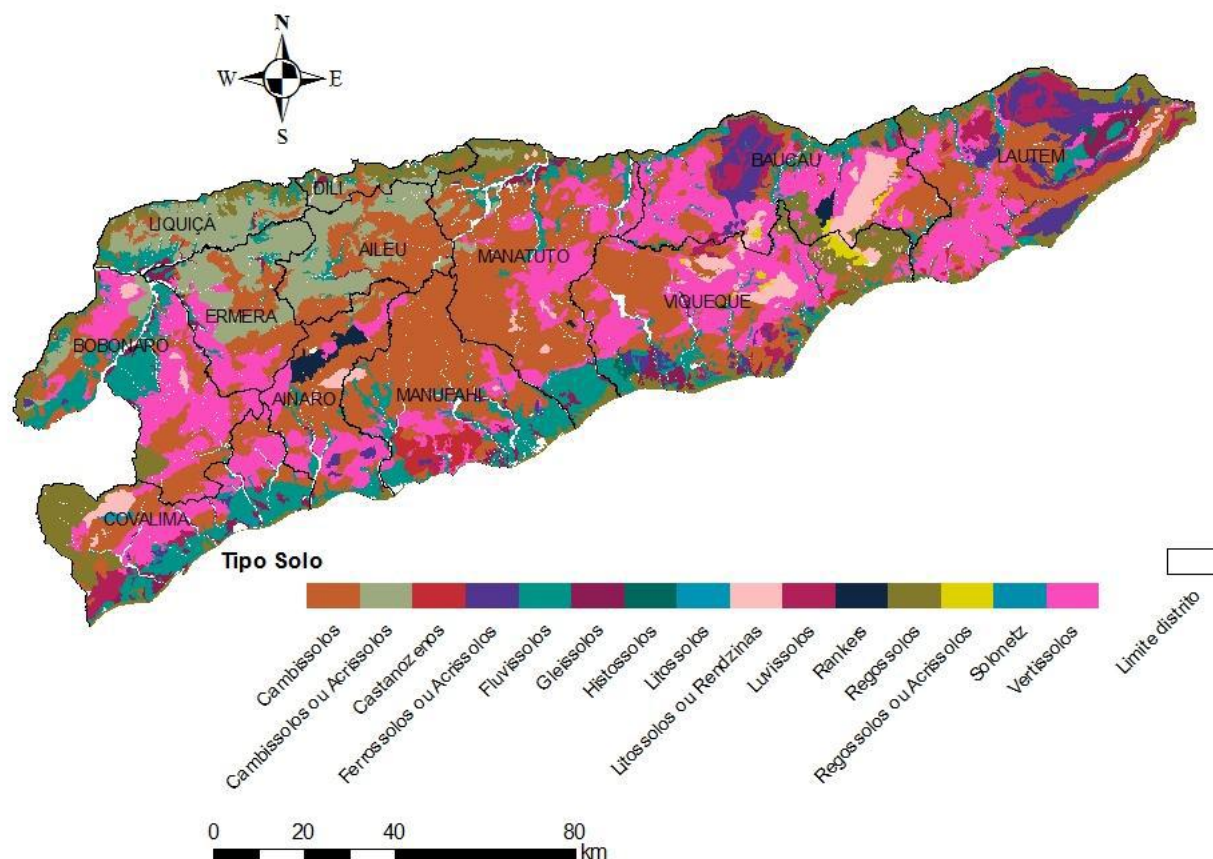 N
W E
S
LAUTEM
BAUCAU
DILI
LIQUIÇÁ
AILEU
MANATUTO
VIQUEQUE
ERMERA
BOBONARO
AINARO
MANUFAHI
COVALIMA
Tipo Solo
Cambissolos
Cambissolos ou Acrissolos
Castanozenos
Ferrossolos ou Acrissolos
Fluvissolos
Gleissolos
Histossolos
Litossolos
Litossolos ou Rendzinas
Luvissolos
Rankers
Regossolos
Regossolos ou Acrissolos
Solonetz
Vertissolos
Limite distrito
0 20 40 80
km